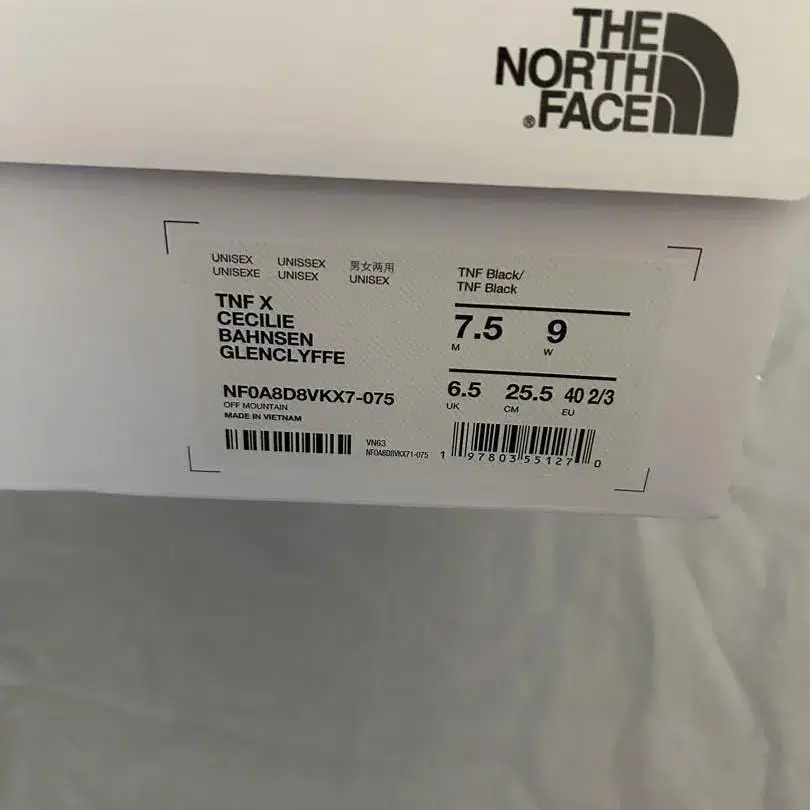 THE
NORTH
®FACE
UNISEX UNISSEX 男女两用
UNISEXE UNISEX UNISEX
TNF X
CECILIE
BAHNSEN
GLENCLYFFE
NF0A8D8VKX7-075
OFF MOUNTAIN
MADE IN VIETNAM
VN63
NF0A8D8VKX71-075
TNF Black/
TNF Black
7.5 9
M W
6.5 25.5 40 2/3
UK CM EU
1 97803 55127 0